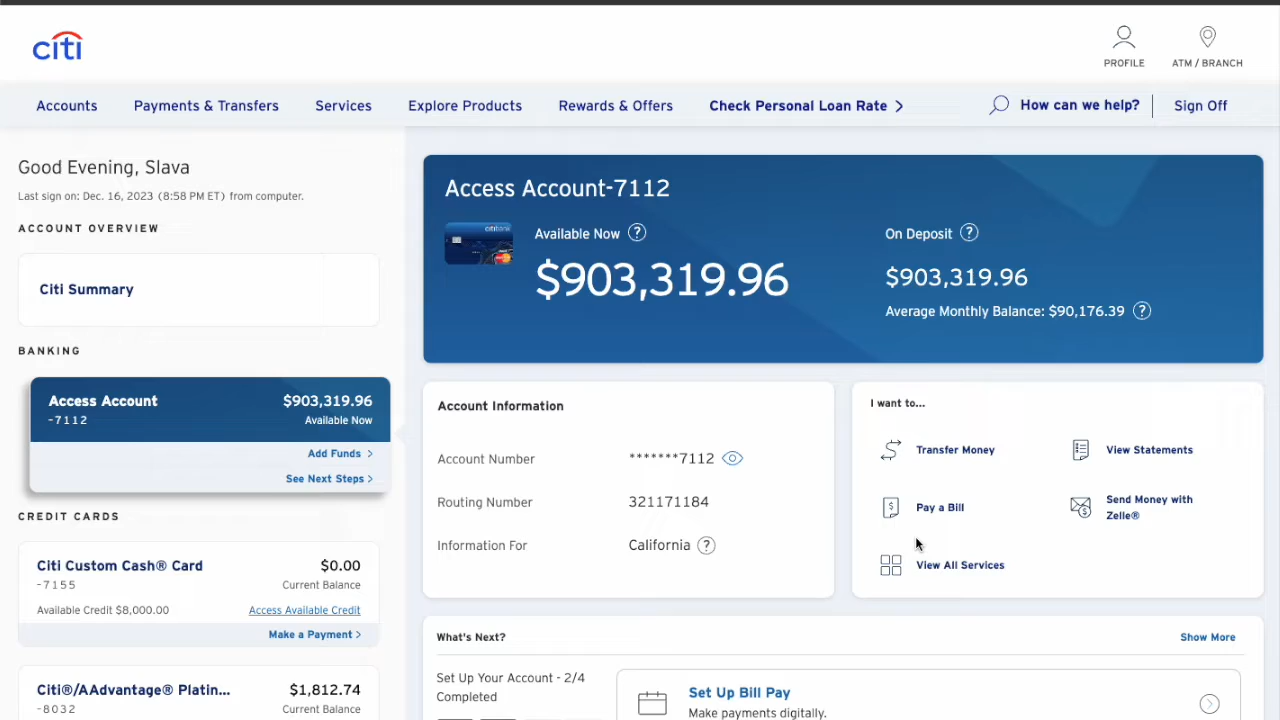 citi
PROFILE
ATM / BRANCH
Accounts
Payments & Transfers
Services
Explore Products
Rewards & Offers
Check Personal Loan Rate
How can we help?
Sign Off
Good Evening, Slava
Last sign on: Dec. 16, 2023 (8:58 PM ET) from computer.
ACCOUNT OVERVIEW
Citi Summary
BANKING
Access Account $903,319.96
-7112 Available Now
Add Funds
See Next Steps
CREDIT CARDS
Citi Custom Cash® Card $0.00
-7155 Current Balance
Available Credit $8,000.00 Access Available Credit
Make a Payment
Citi®/AAdvantage® Platin... $1,812.74
-8032 Current Balance
Access Account-7112
citibank
Available Now ?
$903,319.96
On Deposit ?
$903,319.96
Average Monthly Balance: $90,176.39 ?
Account Information
Account Number *******7112
Routing Number 321171184
Information For California ?
I want to...
Transfer Money
View Statements
Pay a Bill
Send Money with
Zelle®
View All Services
What's Next? Show More
Set Up Your Account - 2/4
Completed
Set Up Bill Pay
Make payments digitally.